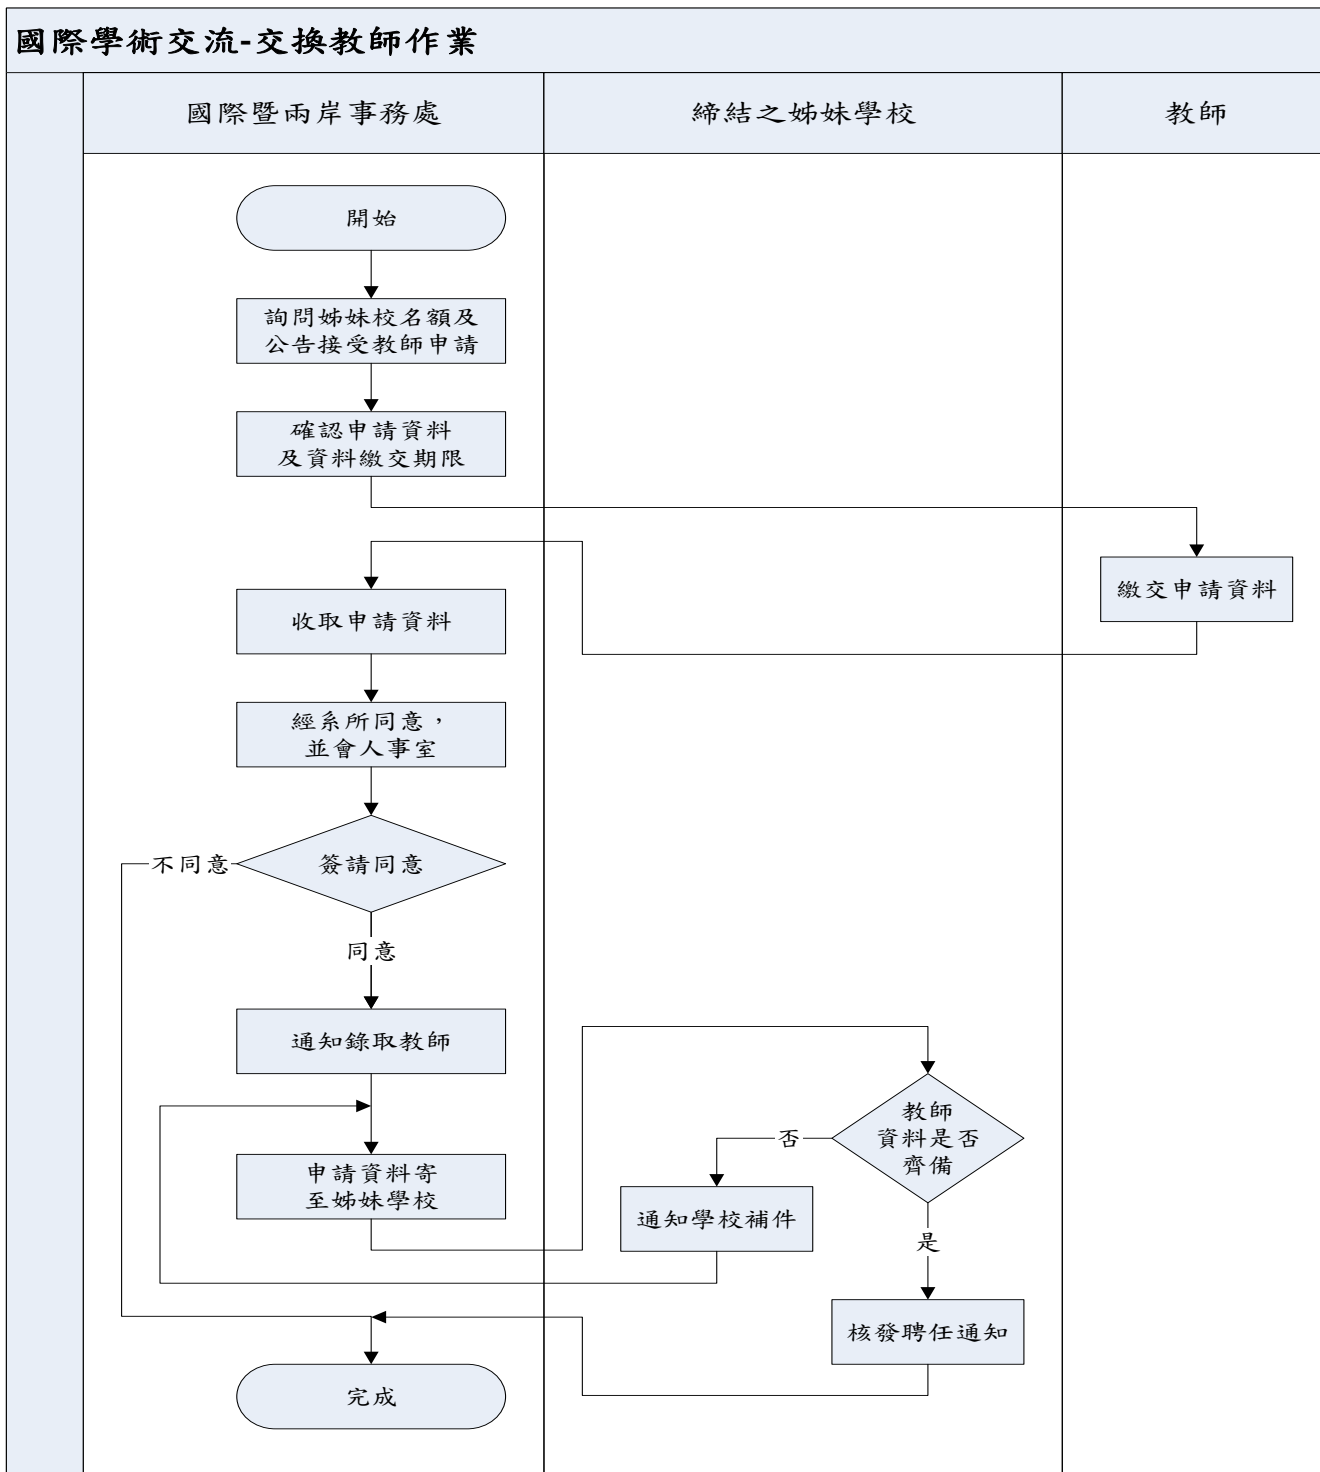 國際學術交流-交換教師作業
國際暨兩岸事務處
締結之姊妹學校
教師
開始
詢問姊妹校名額及
公告接受教師申請
確認申請資料
及資料繳交期限
繳交申請資料
收取申請資料
經系所同意，
並會人事室
不同意
簽請同意
同意
通知錄取教師
教師
資料是否
齊備
否
申請資料寄
至姊妹學校
通知學校補件
是
核發聘任通知
完成